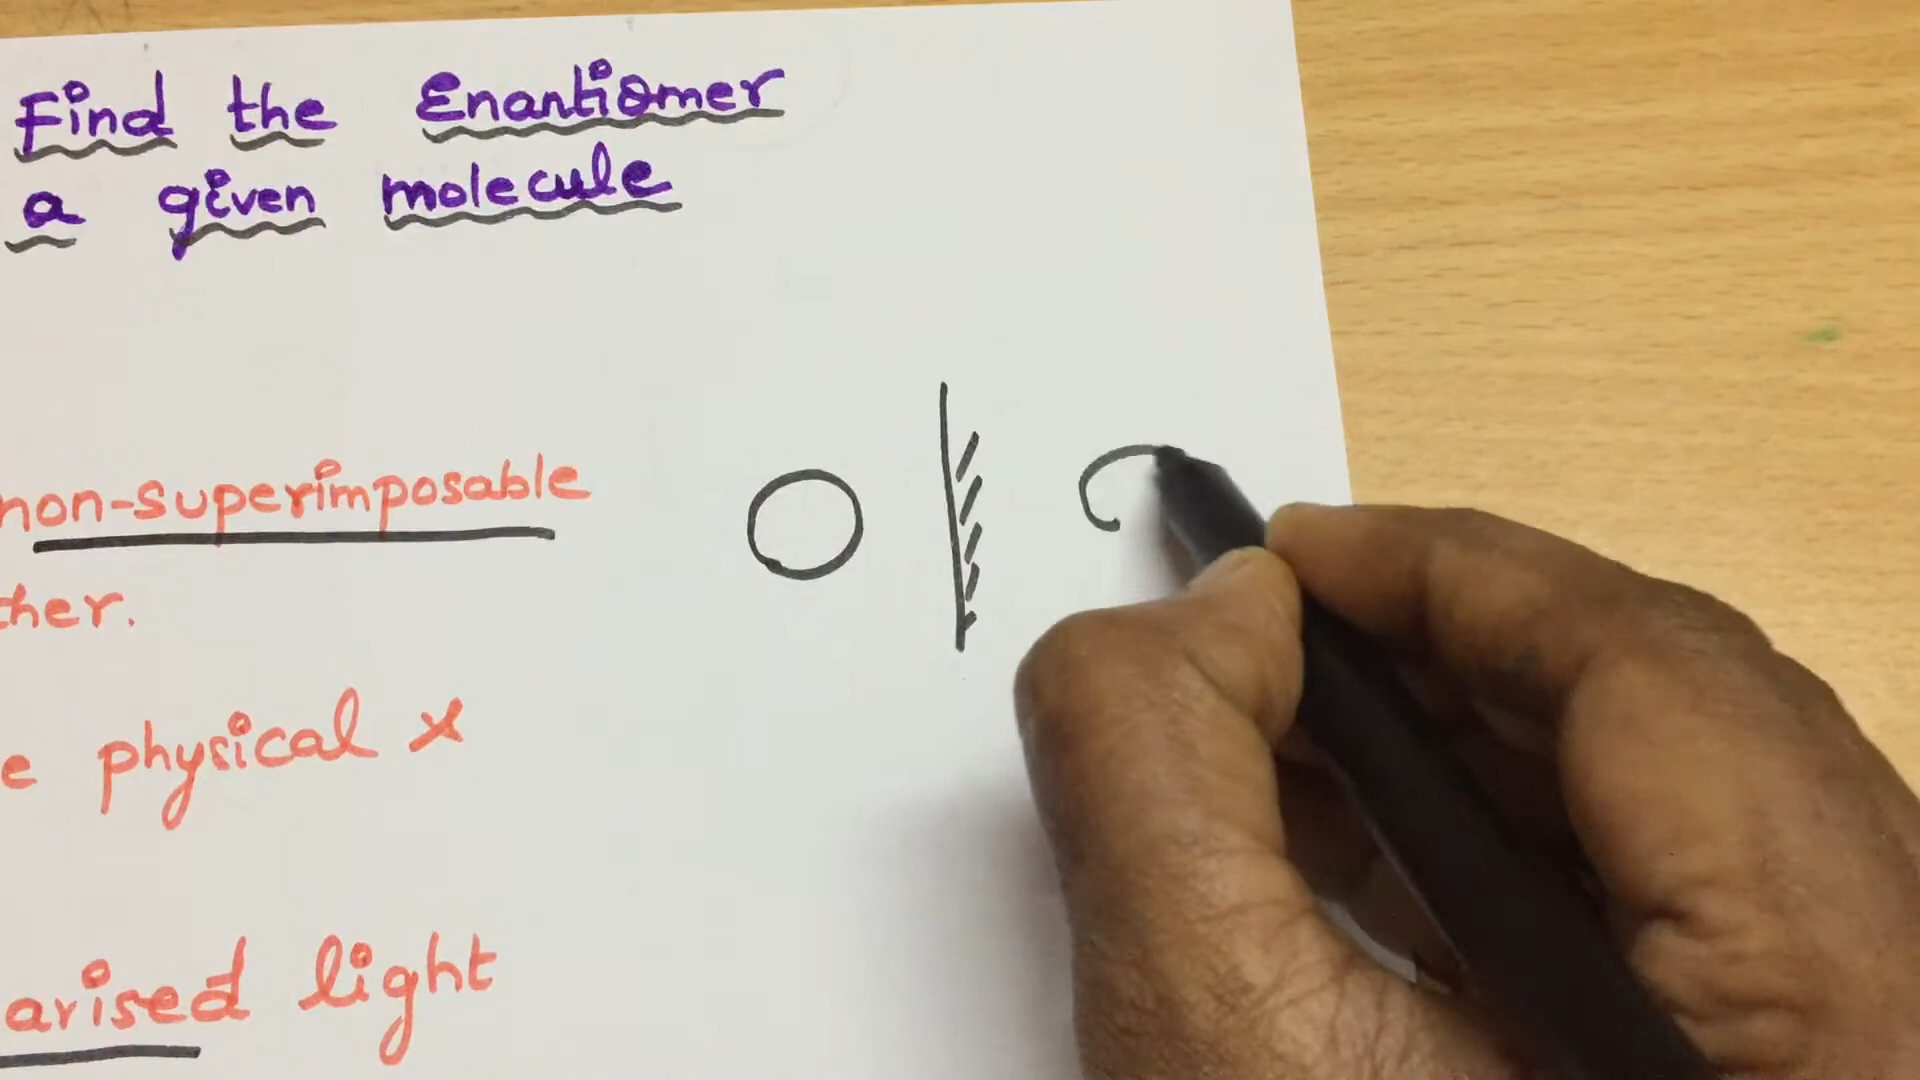 Find the Enantiomer
a given molecule
non-superimposable
ther.
e physical x
arised light